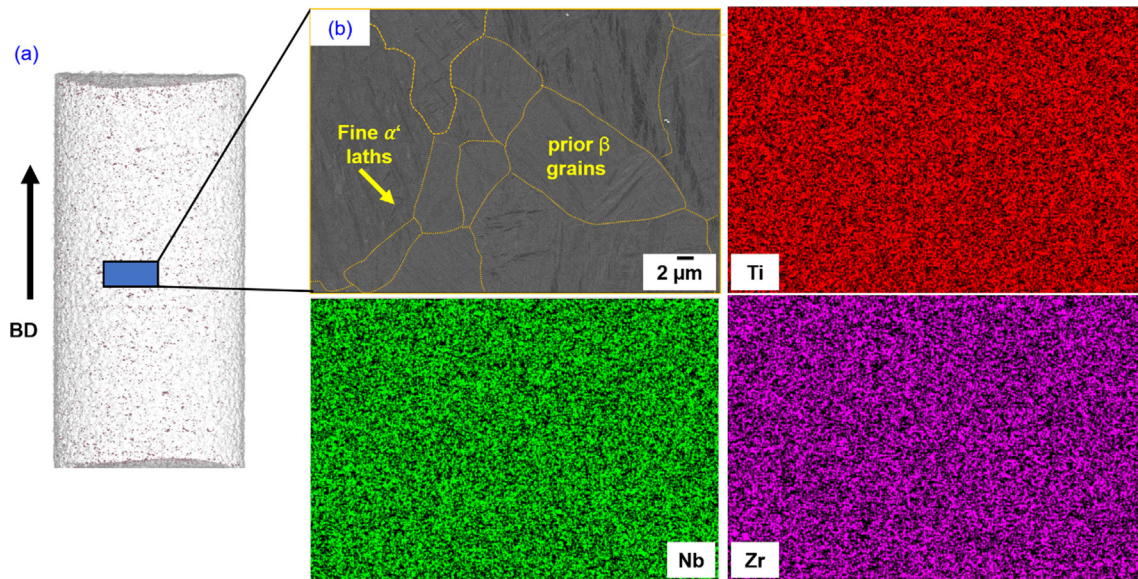 (a)
BD
(b)
Fine α‘
laths
prior β
grains
2 μm
Ti
Nb
Zr